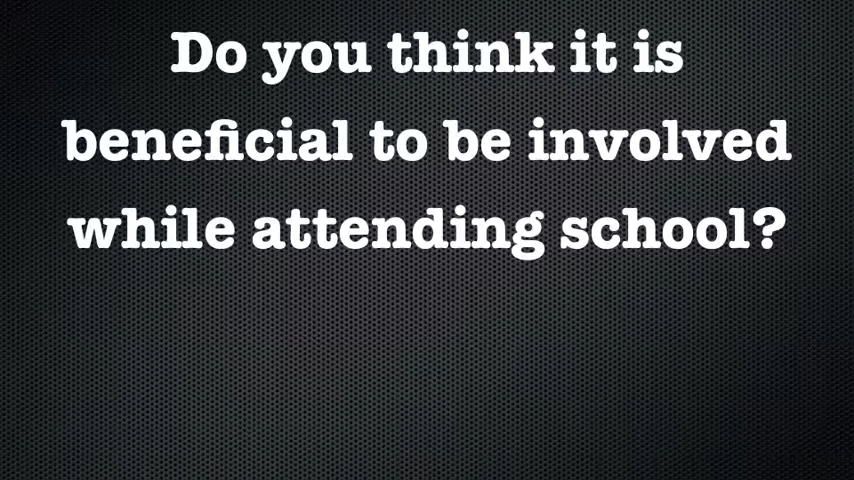 Do you think it is
beneficial to be involved
while attending school?